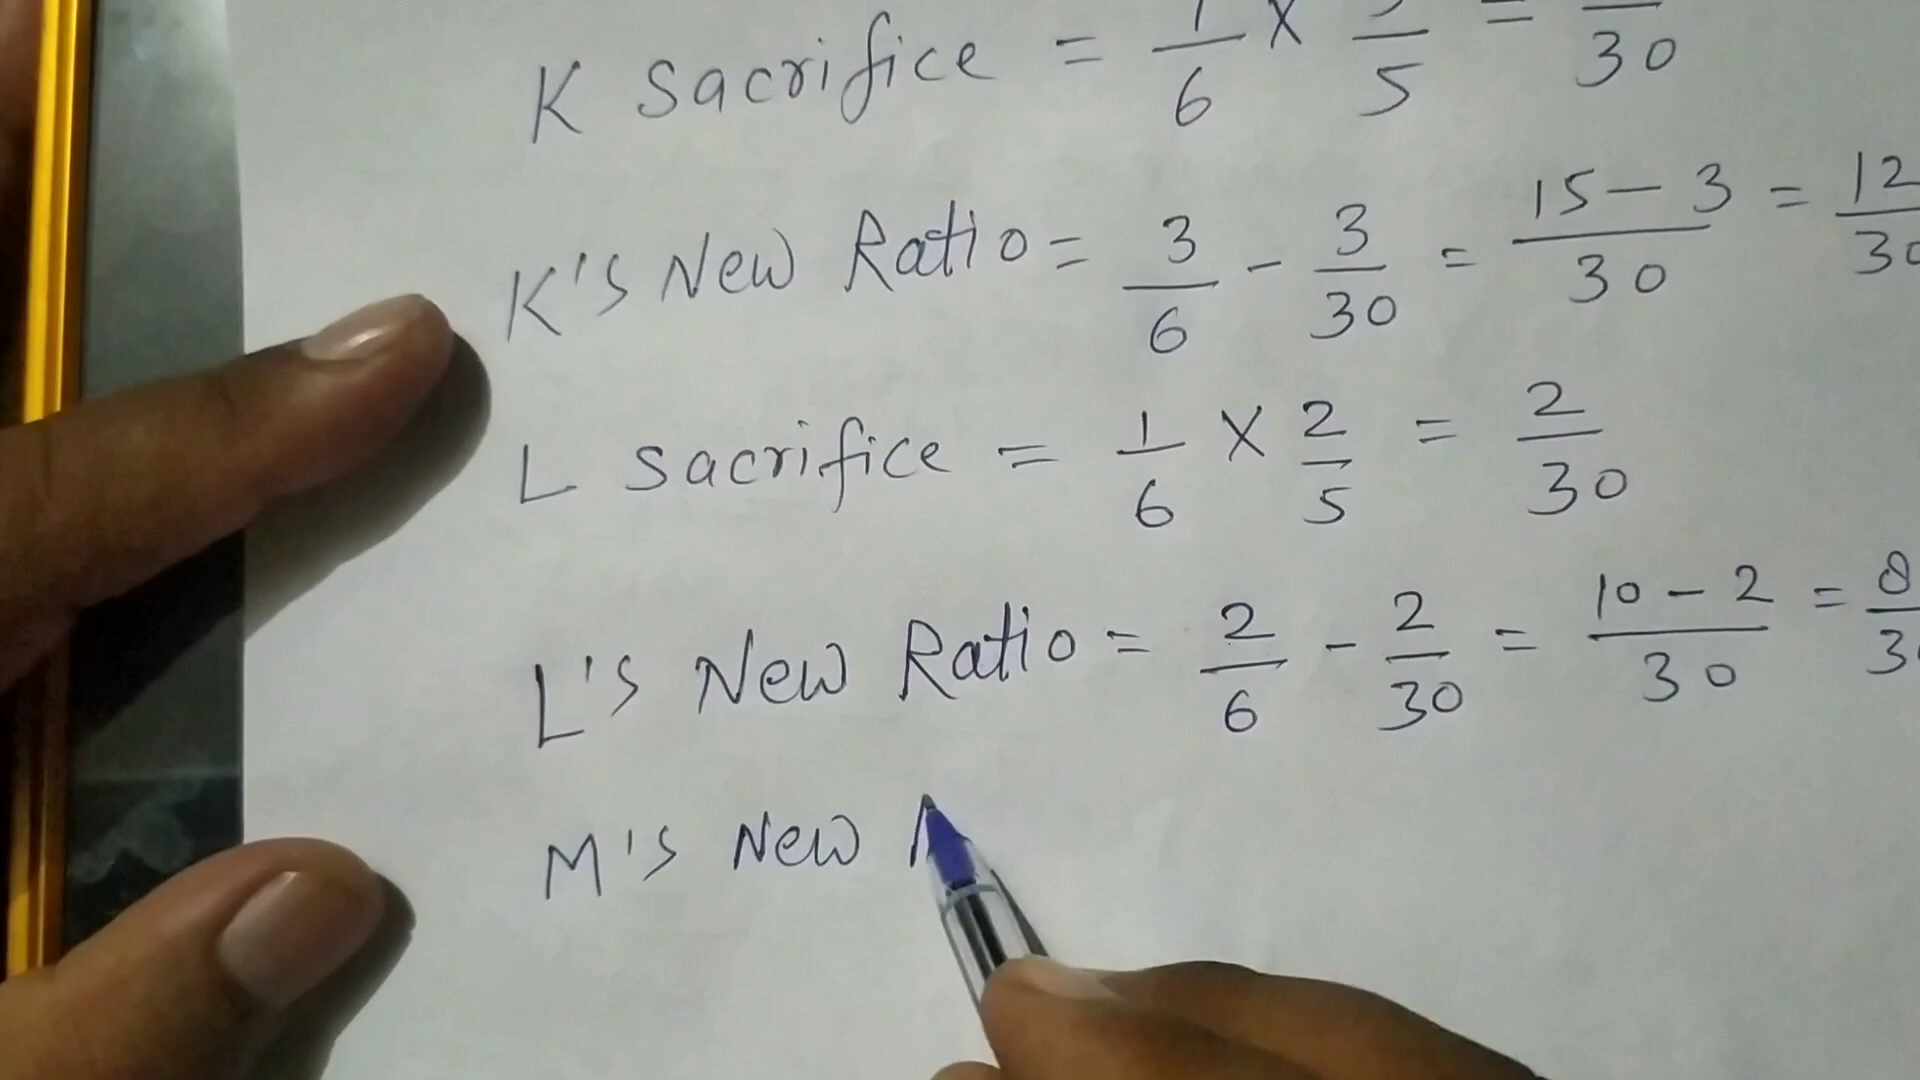 K Sacrifice = 1/6 × 3/5 = /30
K's New Ratio = 3/6 - 3/30 = 15-3/30 = 12/30
L Sacrifice = 1/6 × 2/5 = 2/30
L's New Ratio = 2/6 - 2/30 = 10-2/30 = 8/30
M's New